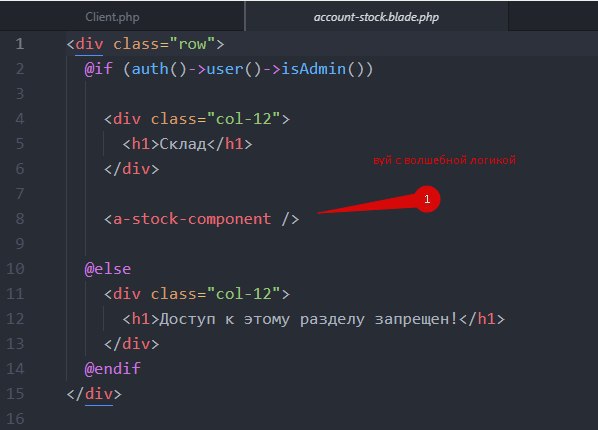 Client.php account-stock.blade.php
1 <div class="row">
2 @if (auth()->user()->isAdmin())
3
4 <div class="col-12">
5 <h1>Склад</h1>
вуй с волшебной логикой
6 </div>
7
8 <a-stock-component />
1
9
10 @else
11 <div class="col-12">
12 <h1>Доступ к этому разделу запрещен!</h1>
13 </div>
14 @endif
15 </div>
16